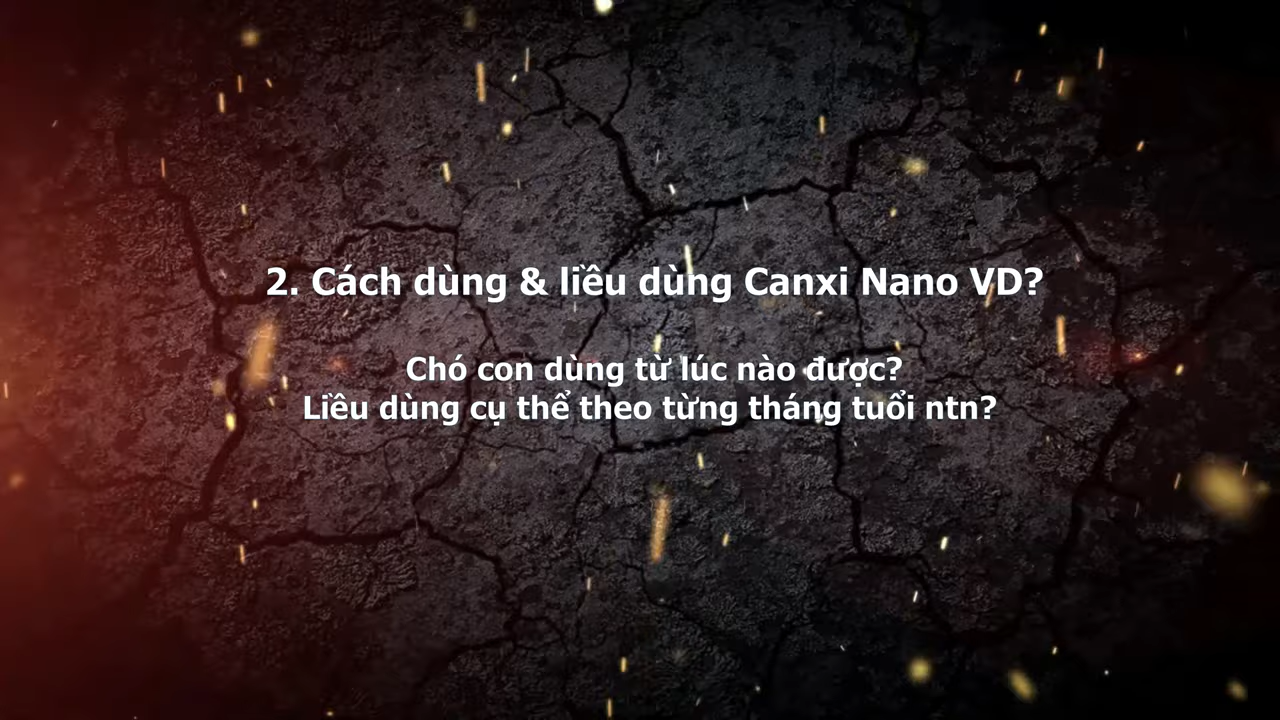 2. Cách dùng & liều dùng Canxi Nano VD?
Chó con dùng từ lúc nào được?
Liều dùng cụ thể theo từng tháng tuổi ntn?